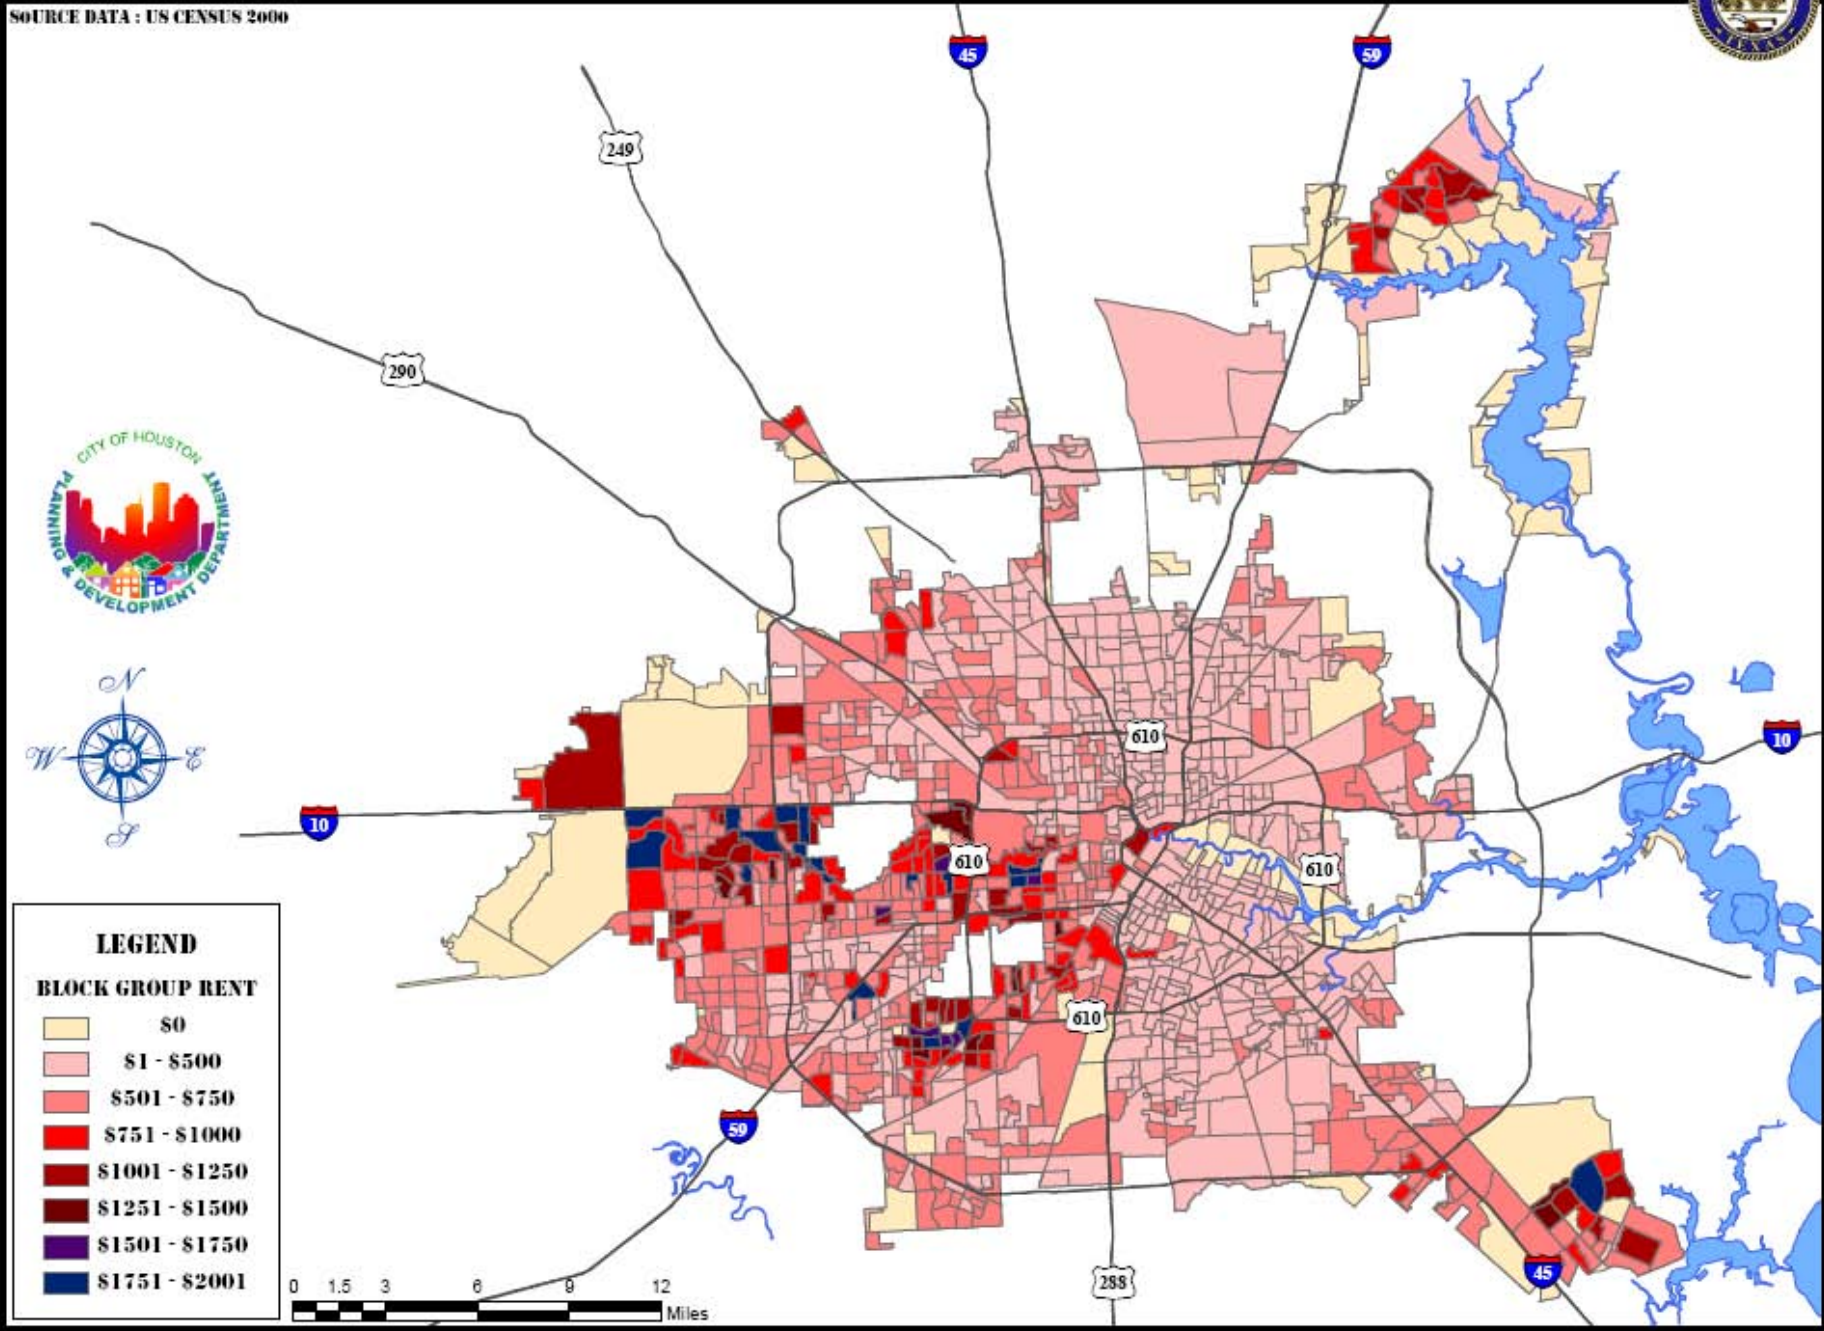 SOURCE DATA : US CENSUS 2000
TEXAS
45
59
249
290
CITY OF HOUSTON
PLANNING & DEVELOPMENT DEPARTMENT
N
W E
S
610
10
10
610
610
610
59
45
288
LEGEND
BLOCK GROUP RENT
$0
$1 - $500
$501 - $750
$751 - $1000
$1001 - $1250
$1251 - $1500
$1501 - $1750
$1751 - $2001
0 1.5 3 6 9 12
Miles